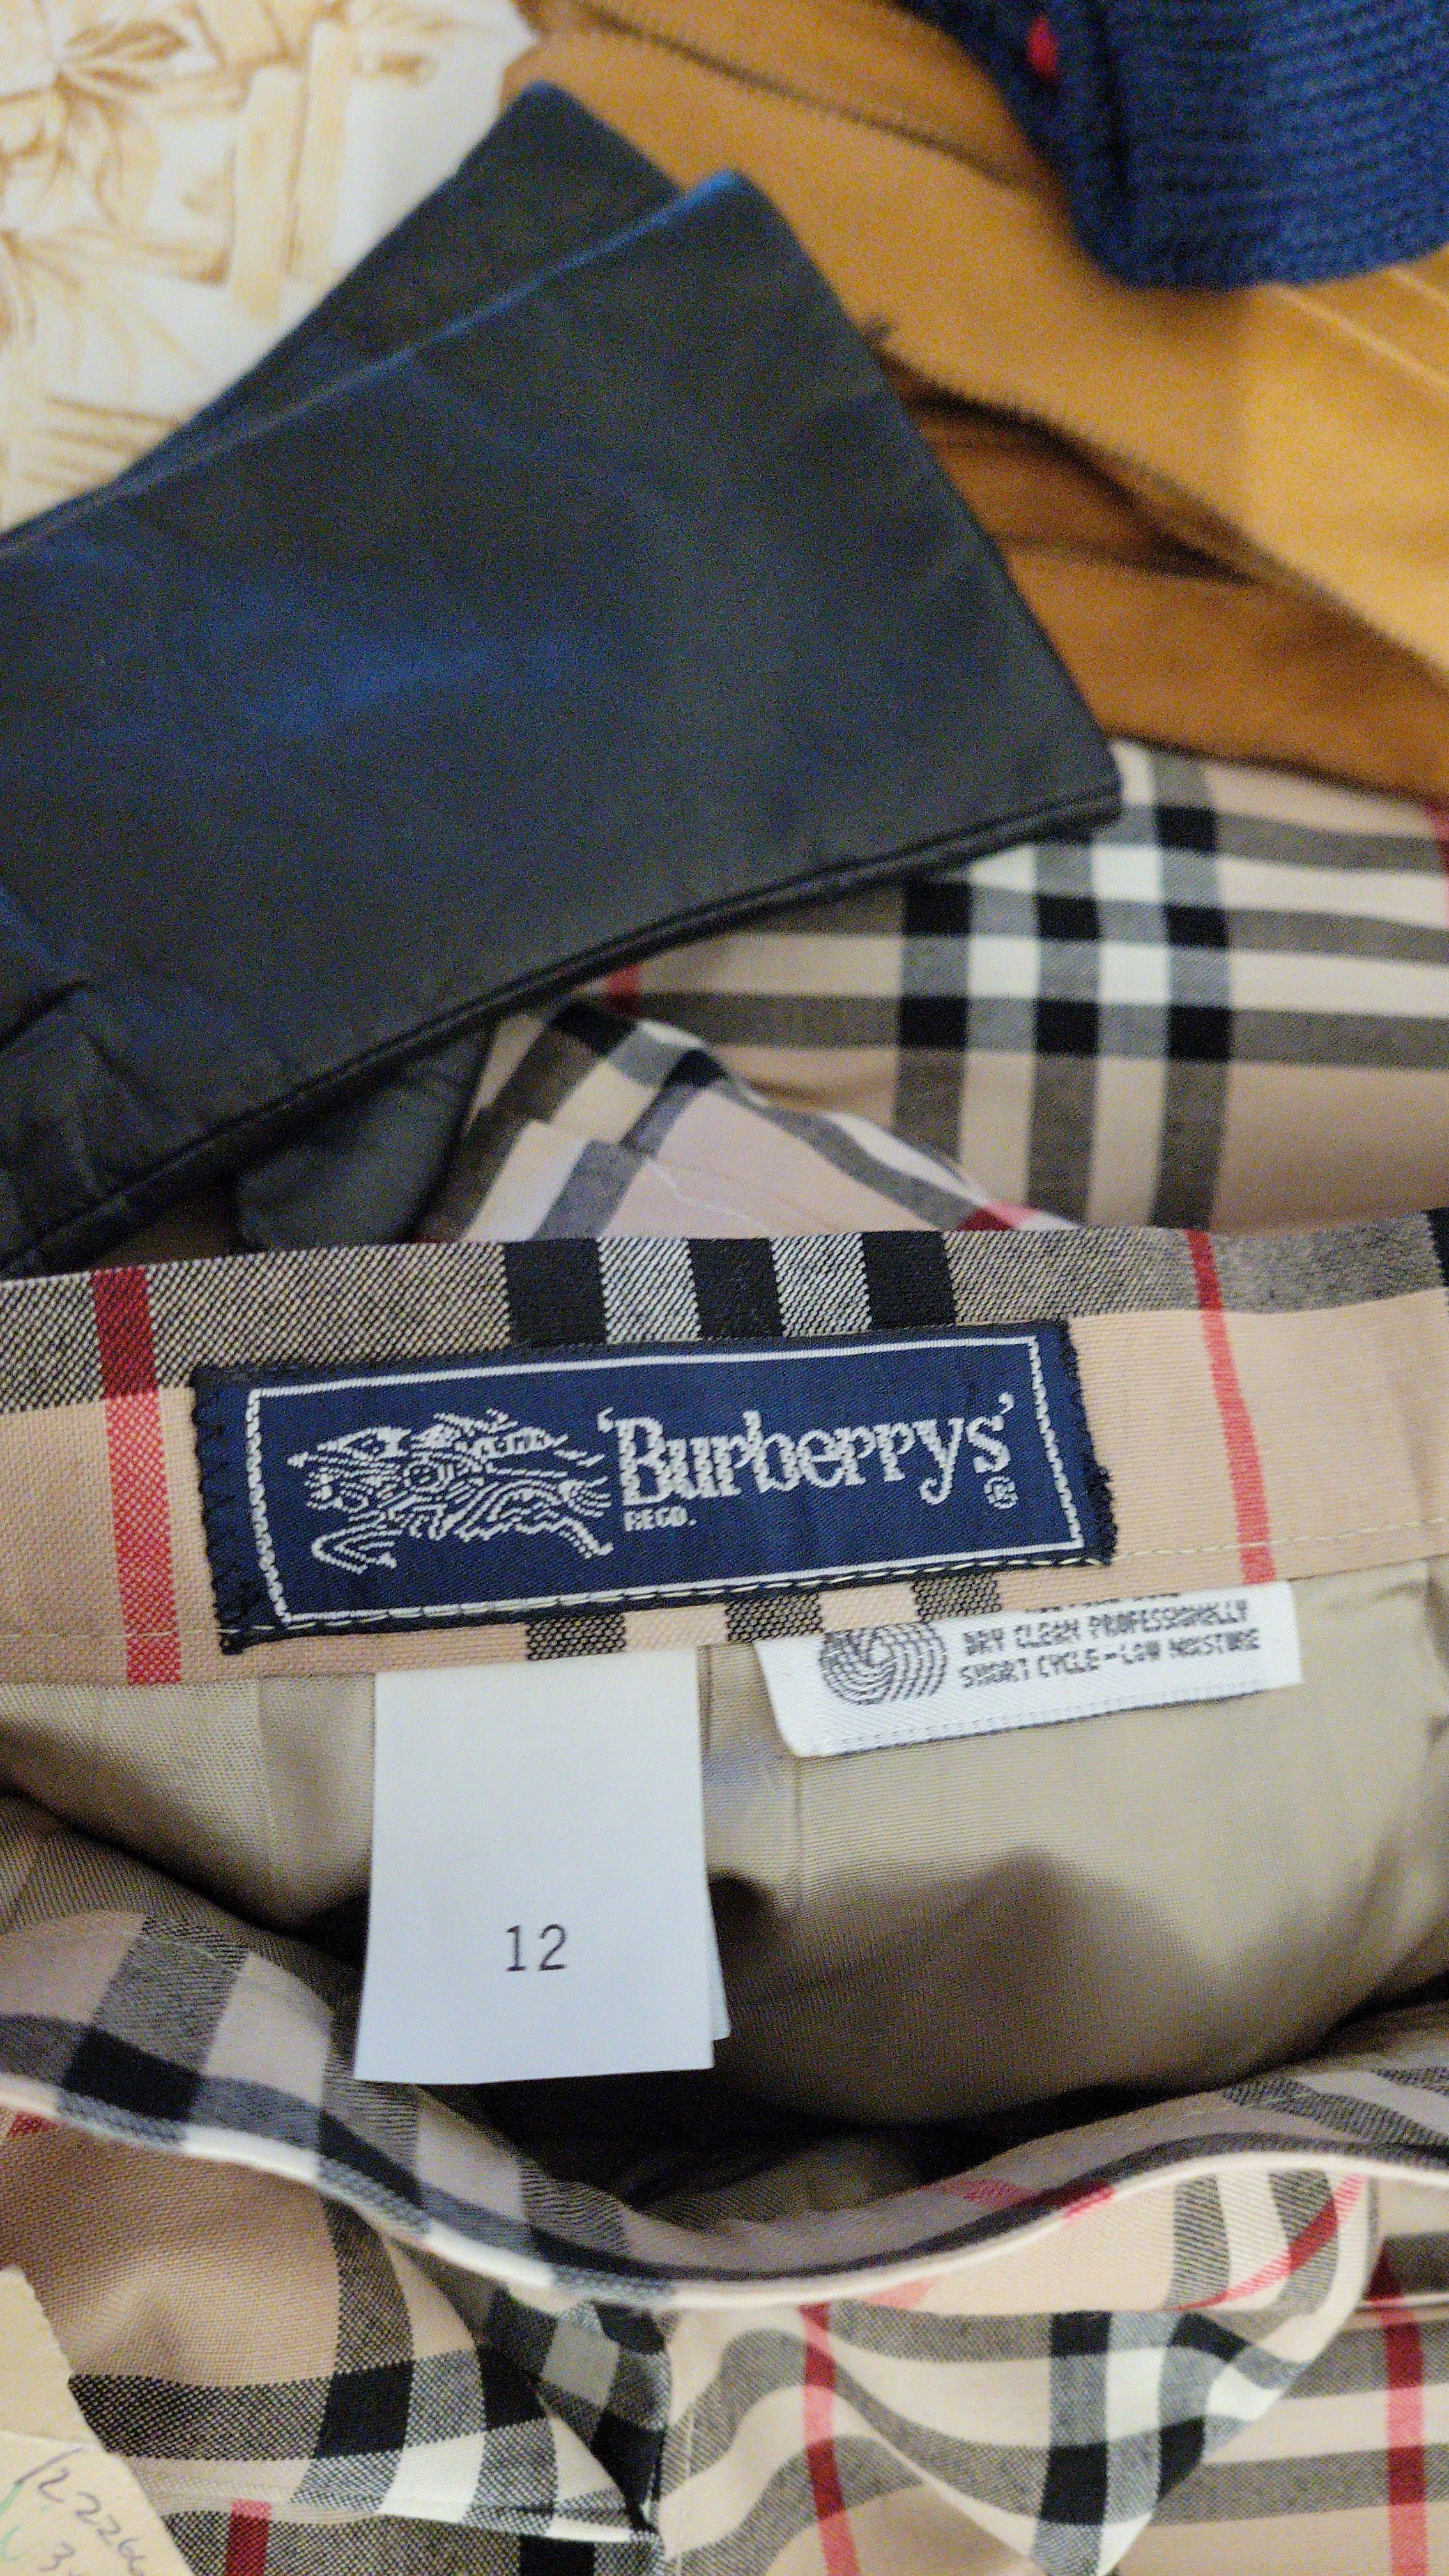 'Burberrys'®
REGD.
DRY CLEAN PROFESSIONALLY
SHORT CYCLE-LOW MOISTURE
12